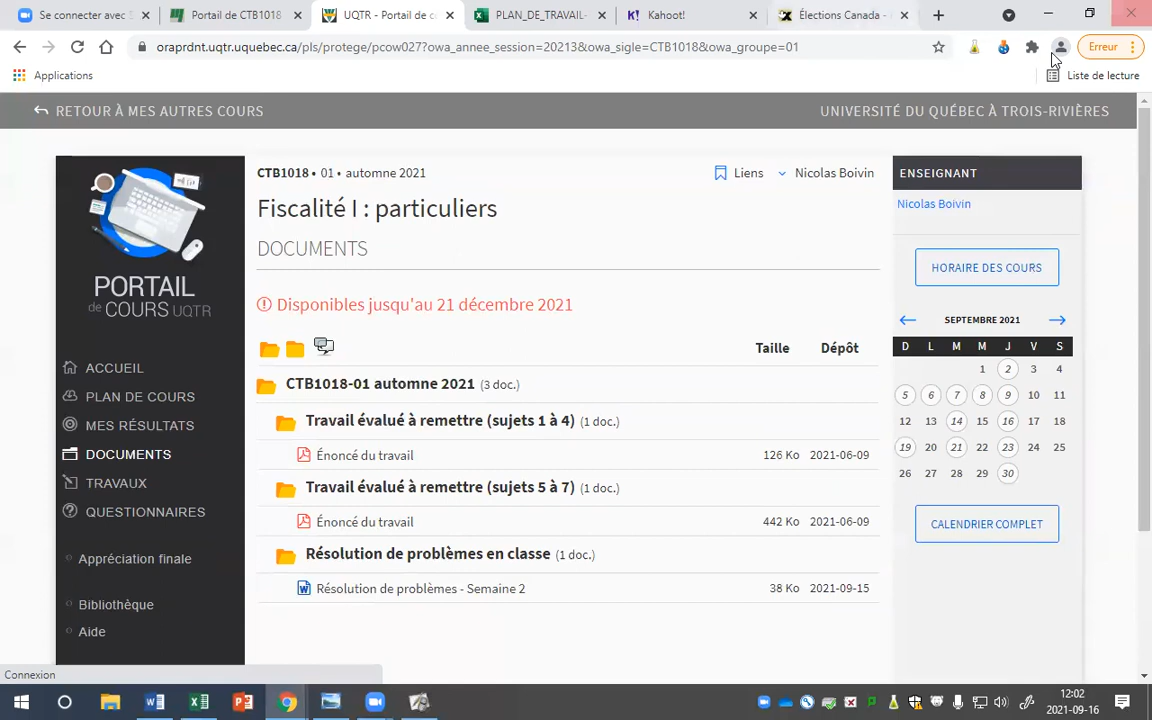 Se connecter avec
Portail de CTB1018
UQTR - Portail de c
PLAN_DE_TRAVAIL-
K! Kahoot!
Élections Canada -
oraprdnt.uqtr.uquebec.ca/pls/protege/pcow027?owa_annee_session=20213&owa_sigle=CTB1018&owa_groupe=01
Erreur
Applications
Liste de lecture
RETOUR À MES AUTRES COURS
UNIVERSITÉ DU QUÉBEC À TROIS-RIVIÈRES
PORTAIL
de COURS UQTR
ACCUEIL
PLAN DE COURS
MES RÉSULTATS
DOCUMENTS
TRAVAUX
QUESTIONNAIRES
Appréciation finale
Bibliothèque
Aide
CTB1018 • 01 • automne 2021
Liens
Nicolas Boivin
Fiscalité I : particuliers
DOCUMENTS
Disponibles jusqu'au 21 décembre 2021
Taille Dépôt
CTB1018-01 automne 2021 (3 doc.)
Travail évalué à remettre (sujets 1 à 4) (1 doc.)
Énoncé du travail 126 Ko 2021-06-09
Travail évalué à remettre (sujets 5 à 7) (1 doc.)
Énoncé du travail 442 Ko 2021-06-09
Résolution de problèmes en classe (1 doc.)
Résolution de problèmes - Semaine 2 38 Ko 2021-09-15
ENSEIGNANT
Nicolas Boivin
HORAIRE DES COURS
SEPTEMBRE 2021
D L M M J V S
1 2 3 4
5 6 7 8 9 10 11
12 13 14 15 16 17 18
19 20 21 22 23 24 25
26 27 28 29 30
CALENDRIER COMPLET
Connexion
12:02
2021-09-16